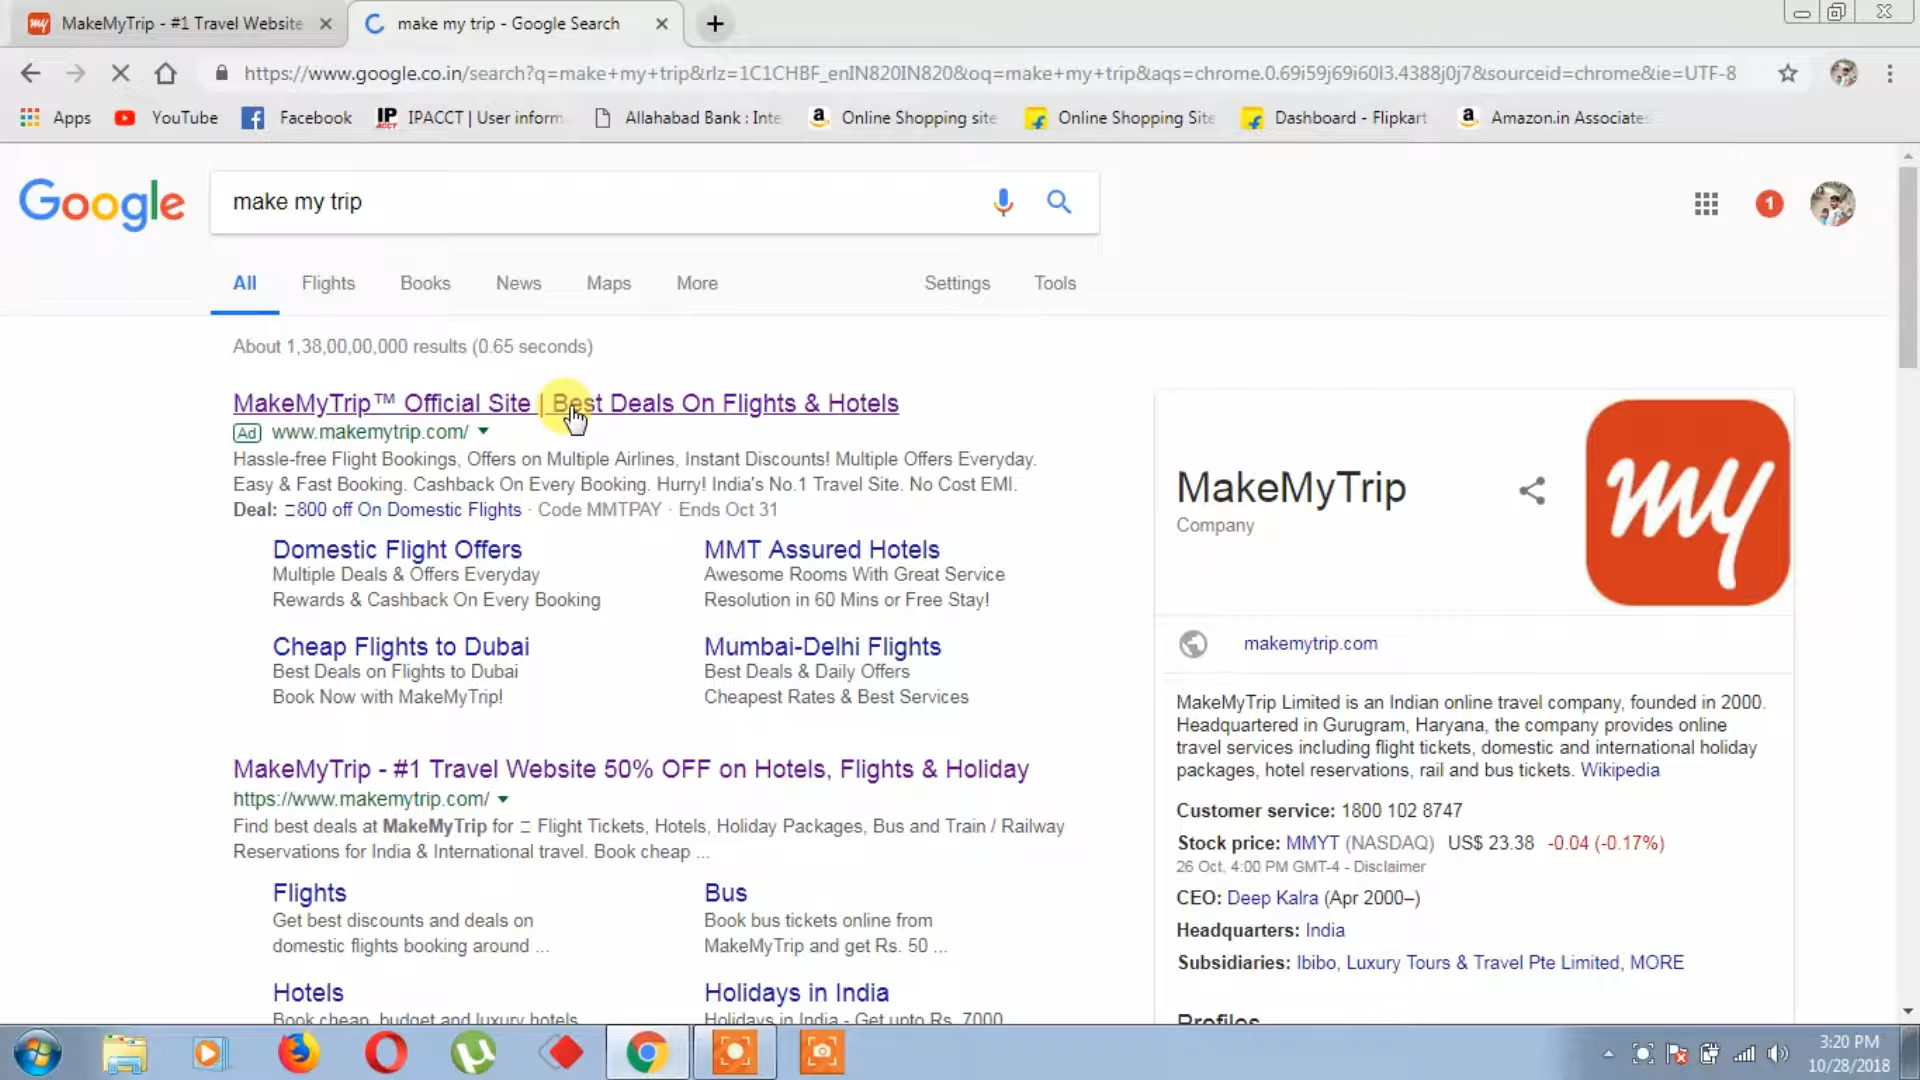 MakeMyTrip - #1 Travel Website
make my trip - Google Search
https://www.google.co.in/search?q=make+my+trip&rlz=1C1CHBF_enIN820IN820&oq=make+my+trip&aqs=chrome.0.69i59j69i60l3.4388j0j7&sourceid=chrome&ie=UTF-8
Apps YouTube Facebook IPACCT | User inform Allahabad Bank : Inte Online Shopping site Online Shopping Site Dashboard - Flipkart Amazon.in Associates
Google
make my trip
1
All Flights Books News Maps More Settings Tools
About 1,38,00,00,000 results (0.65 seconds)
MakeMyTrip™ Official Site | Best Deals On Flights & Hotels
Ad www.makemytrip.com/
Hassle-free Flight Bookings, Offers on Multiple Airlines, Instant Discounts! Multiple Offers Everyday.
Easy & Fast Booking. Cashback On Every Booking. Hurry! India's No.1 Travel Site. No Cost EMI.
Deal: 800 off On Domestic Flights · Code MMTPAY · Ends Oct 31
Domestic Flight Offers
Multiple Deals & Offers Everyday
Rewards & Cashback On Every Booking
MMT Assured Hotels
Awesome Rooms With Great Service
Resolution in 60 Mins or Free Stay!
Cheap Flights to Dubai
Best Deals on Flights to Dubai
Book Now with MakeMyTrip!
Mumbai-Delhi Flights
Best Deals & Daily Offers
Cheapest Rates & Best Services
MakeMyTrip - #1 Travel Website 50% OFF on Hotels, Flights & Holiday
https://www.makemytrip.com/
Find best deals at MakeMyTrip for Flight Tickets, Hotels, Holiday Packages, Bus and Train / Railway
Reservations for India & International travel. Book cheap ...
Flights
Get best discounts and deals on
domestic flights booking around ...
Bus
Book bus tickets online from
MakeMyTrip and get Rs. 50 ...
Hotels
Book cheap, budget and luxury hotels
Holidays in India
Holidays in India - Get upto Rs. 7000
MakeMyTrip
Company
my
makemytrip.com
MakeMyTrip Limited is an Indian online travel company, founded in 2000.
Headquartered in Gurugram, Haryana, the company provides online
travel services including flight tickets, domestic and international holiday
packages, hotel reservations, rail and bus tickets. Wikipedia
Customer service: 1800 102 8747
Stock price: MMYT (NASDAQ) US$ 23.38 -0.04 (-0.17%)
26 Oct, 4:00 PM GMT-4 - Disclaimer
CEO: Deep Kalra (Apr 2000–)
Headquarters: India
Subsidiaries: Ibibo, Luxury Tours & Travel Pte Limited, MORE
Profiles
3:20 PM
10/28/2018